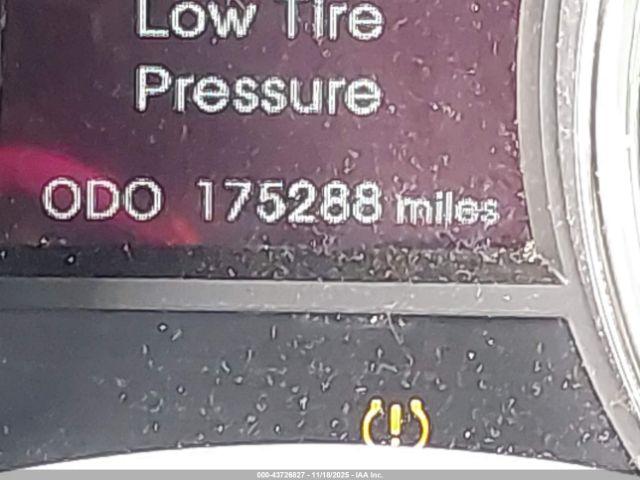 Low Tire
Pressure
ODO 175288 miles
000-43726827 - 11/18/2025 - IAA Inc.